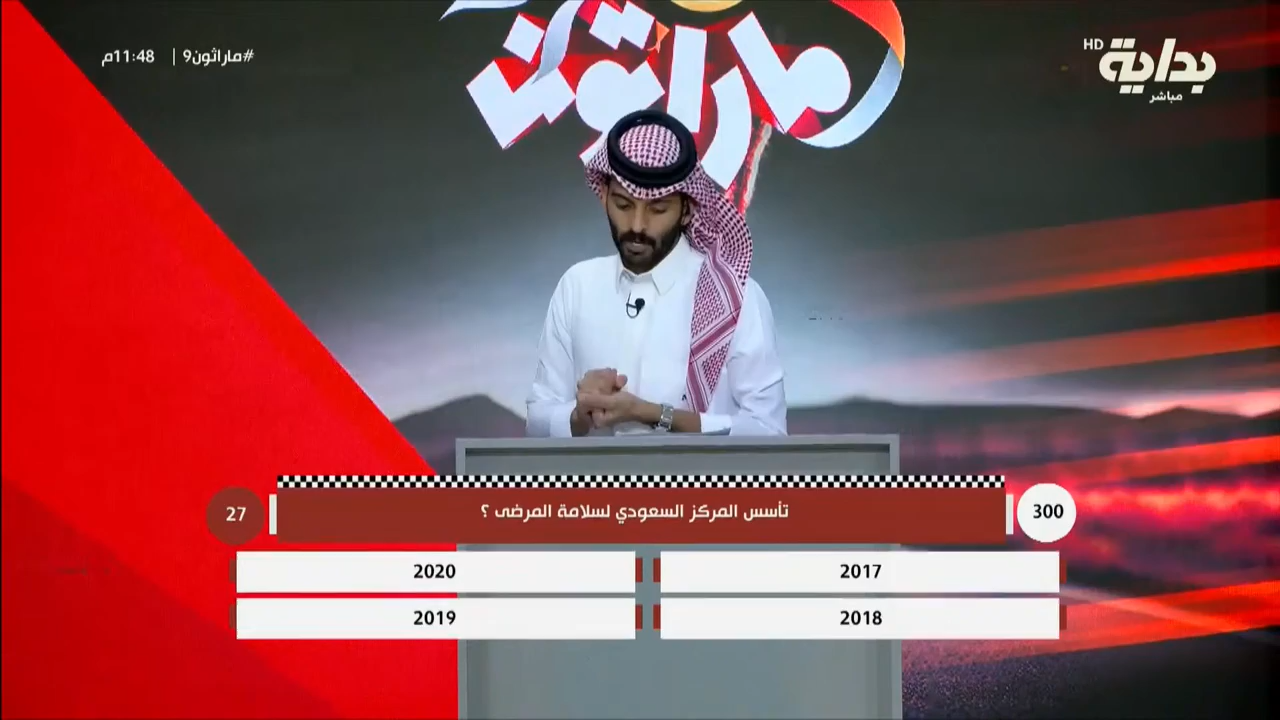 #ماراثون9 | 11:48م
بداية HD
مباشر
ماراثون
300
تأسس المركز السعودي لسلامة المرضى ؟
27
2017
2020
2018
2019